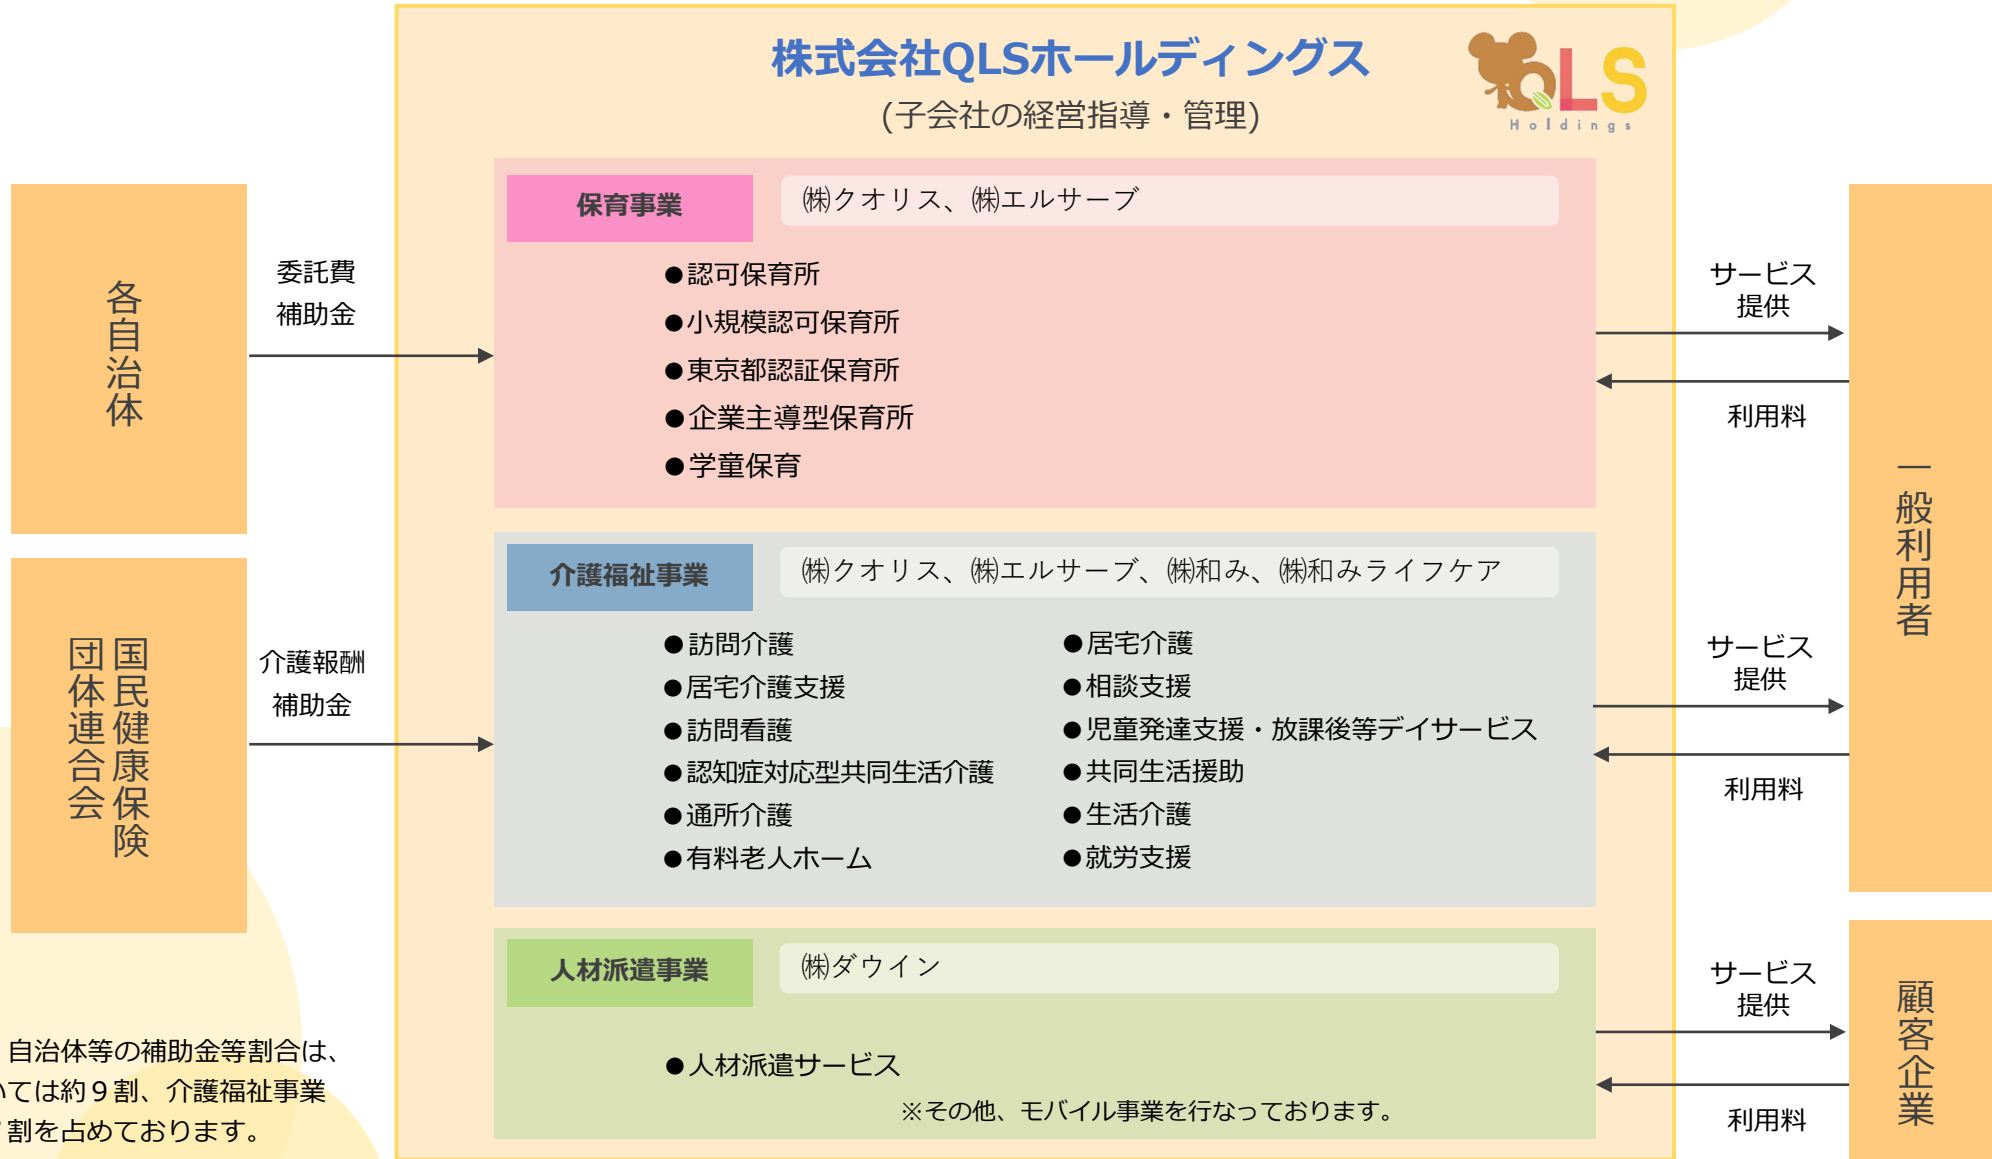 株式会社QLSホールディングス
(子会社の経営指導・管理)
QLS
Holdings
各自治体
委託費
補助金
保育事業
㈱クオリス、㈱エルサーブ
●認可保育所
●小規模認可保育所
●東京都認証保育所
●企業主導型保育所
●学童保育
サービス
提供
利用料
一般利用者
国民健康保険
団体連合会
介護報酬
補助金
介護福祉事業
㈱クオリス、㈱エルサーブ、㈱和み、㈱和みライフケア
●訪問介護
●居宅介護支援
●訪問看護
●認知症対応型共同生活介護
●通所介護
●有料老人ホーム
●居宅介護
●相談支援
●児童発達支援・放課後等デイサービス
●共同生活援助
●生活介護
●就労支援
サービス
提供
利用料
人材派遣事業
㈱ダウイン
●人材派遣サービス
※その他、モバイル事業を行なっております。
サービス
提供
利用料
顧客企業
自治体等の補助金等割合は、
いては約９割、介護福祉事業
割を占めております。